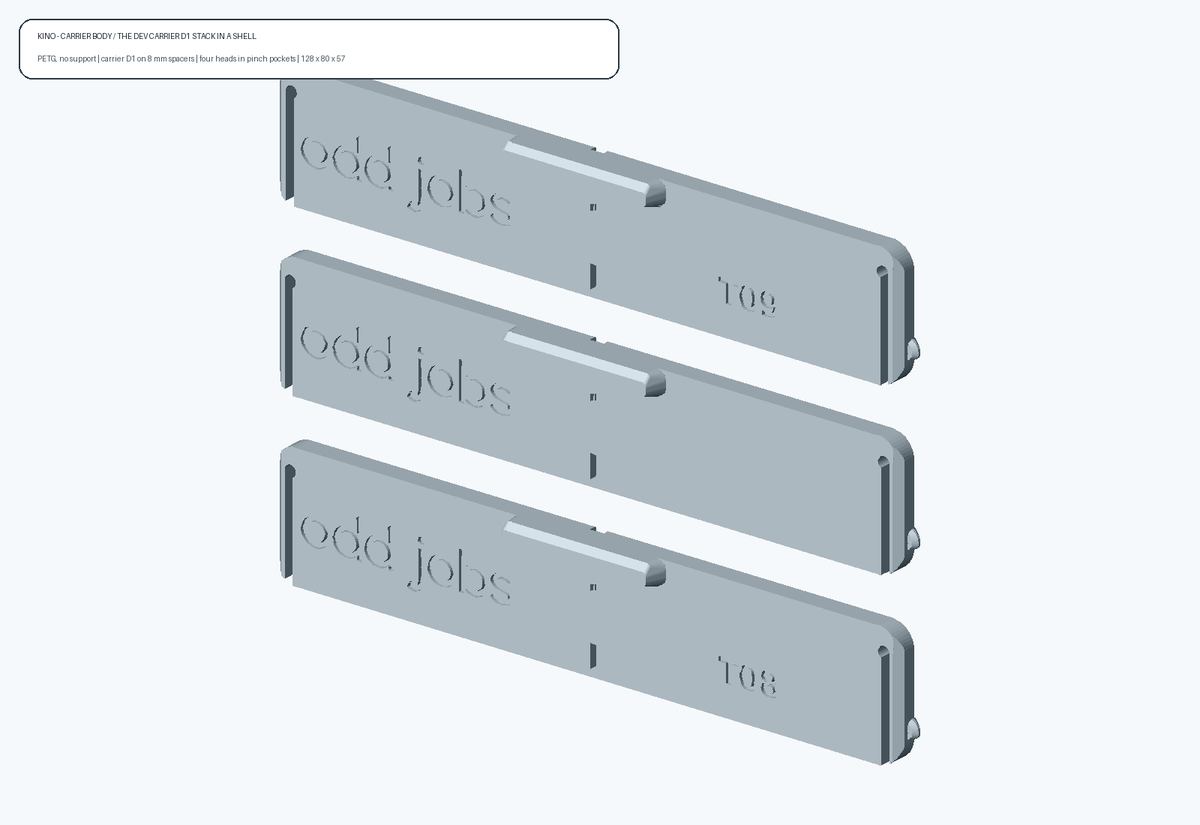 KINO - CARRIER BODY / THE DEV CARRIER D1 STACK IN A SHELL
PETG, no support | carrier D1 on 8 mm spacers | four heads in pinch pockets | 128 x 80 x 57
odd jobs
T09
odd jobs
odd jobs
T08